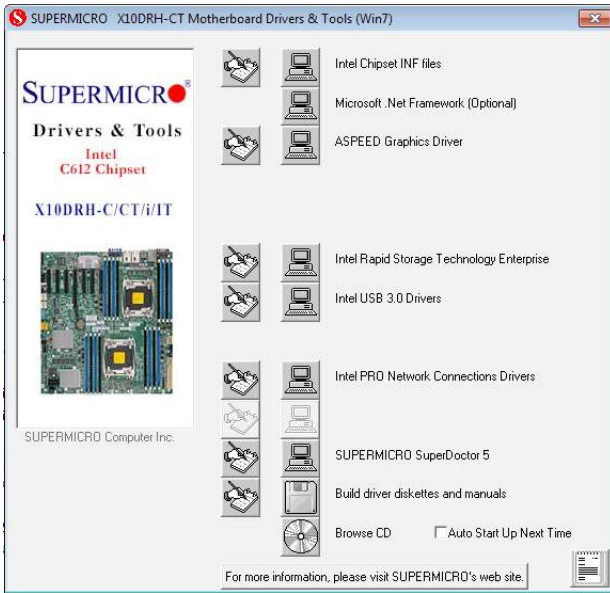 SUPERMICRO X10DRH-CT Motherboard Drivers & Tools (Win7)
SUPERMICRO®
Drivers & Tools
Intel
C612 Chipset
X10DRH-C/CT/i/IT
SUPERMICRO Computer Inc.
Intel Chipset INF files
Microsoft .Net Framework (Optional)
ASPEED Graphics Driver
Intel Rapid Storage Technology Enterprise
Intel USB 3.0 Drivers
Intel PRO Network Connections Drivers
SUPERMICRO SuperDoctor 5
Build driver diskettes and manuals
Browse CD
Auto Start Up Next Time
For more information, please visit SUPERMICRO's web site.